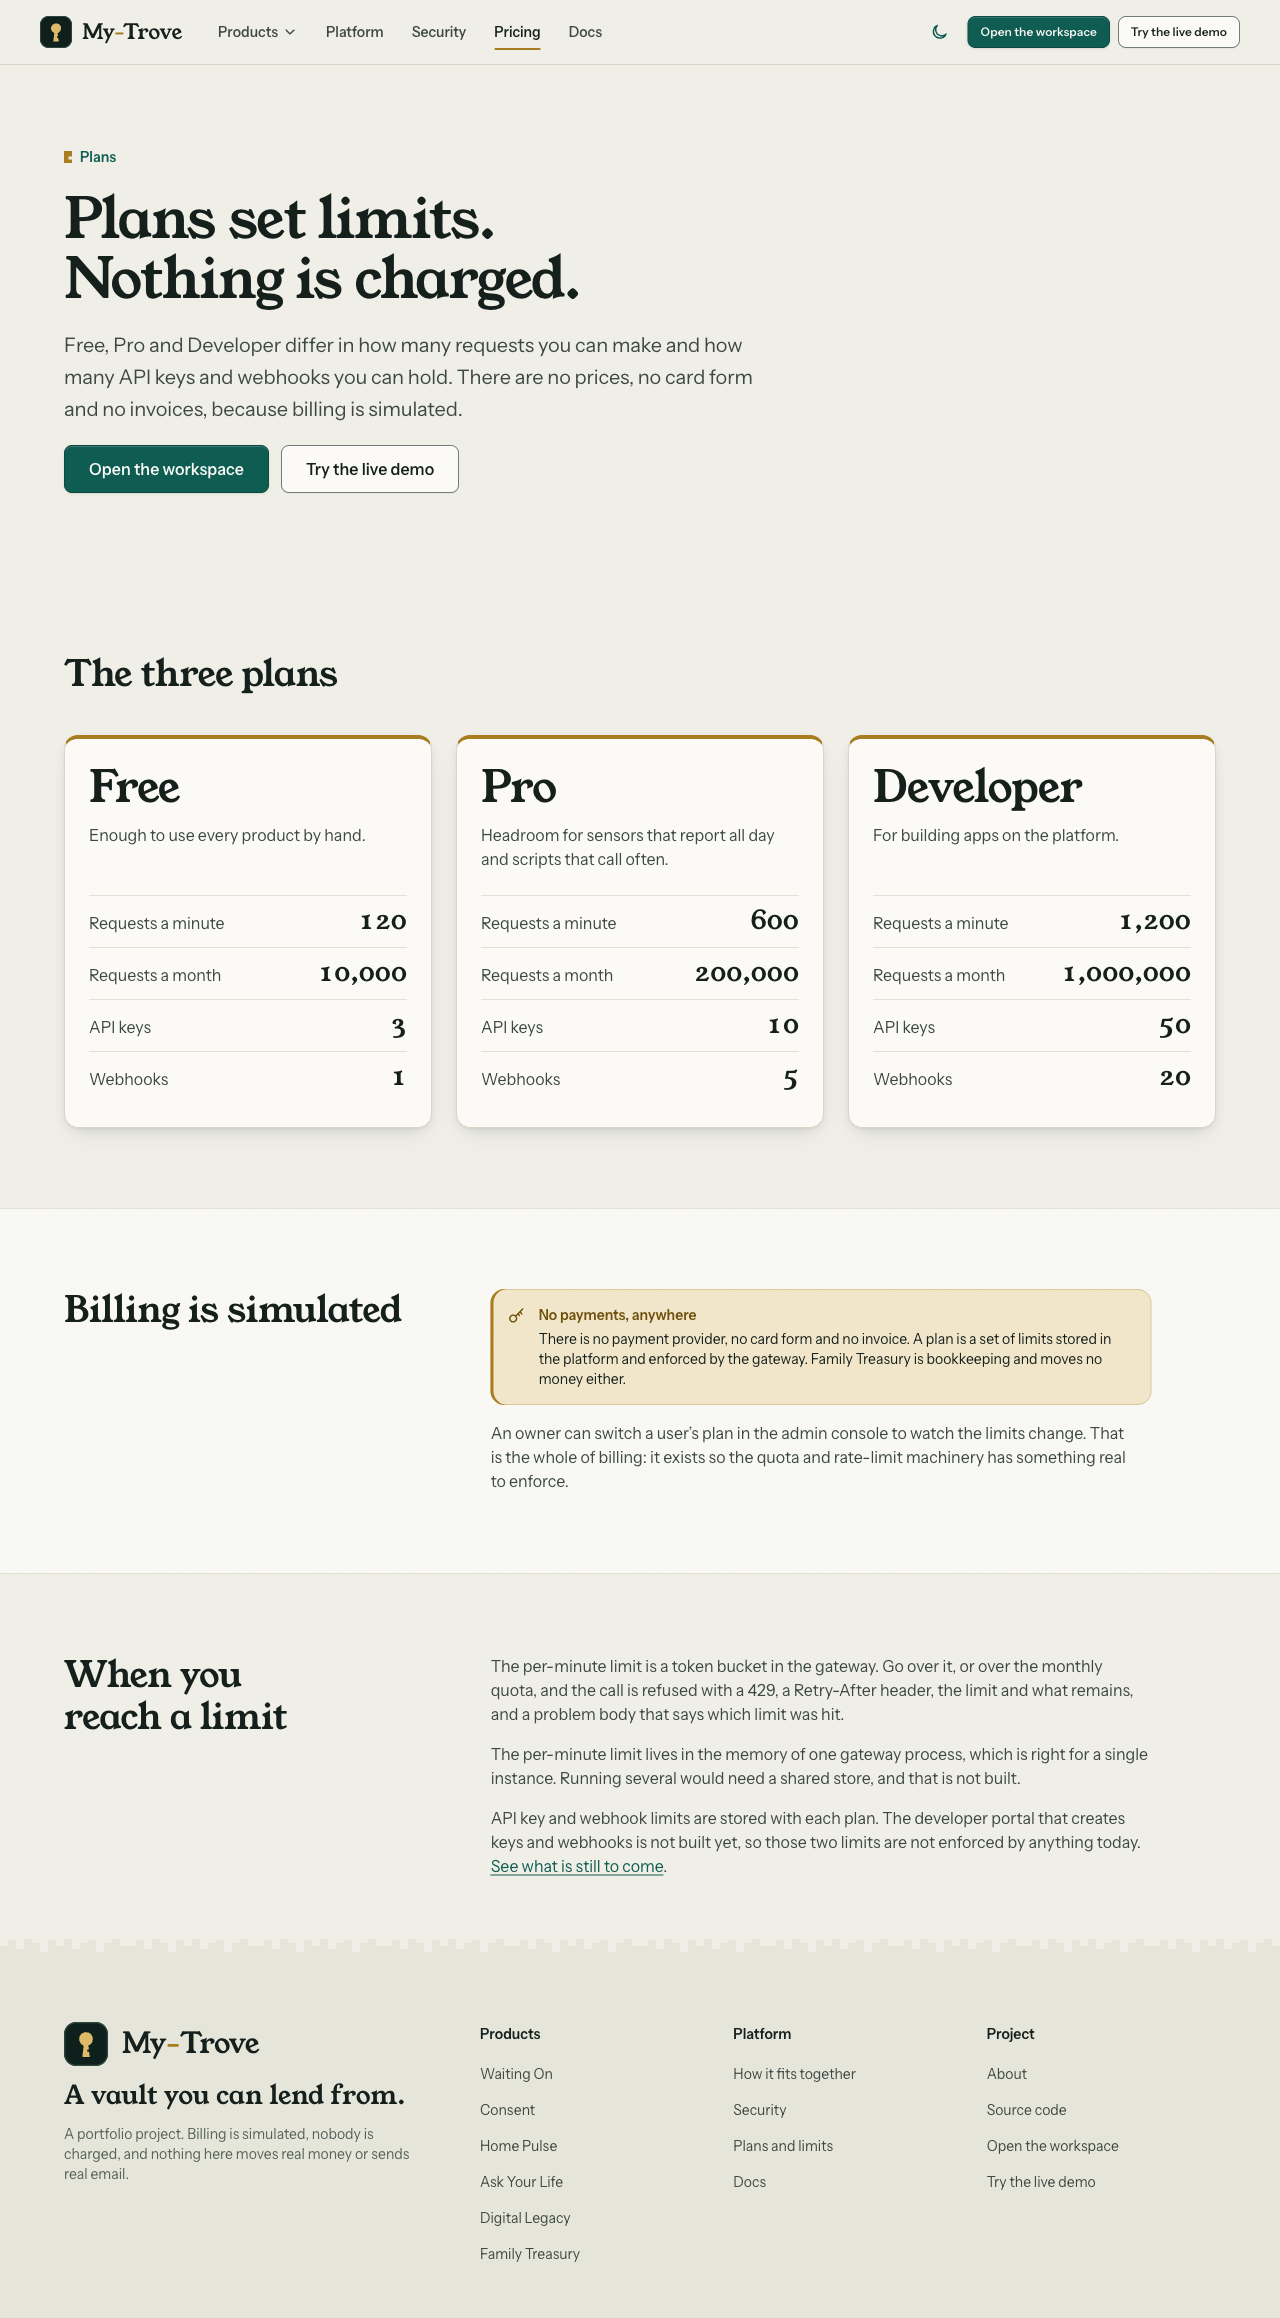 My-Trove
Products
Platform
Security
Pricing
Docs
Open the workspace
Try the live demo
Plans
Plans set limits.
Nothing is charged.
Free, Pro and Developer differ in how many requests you can make and how
many API keys and webhooks you can hold. There are no prices, no card form
and no invoices, because billing is simulated.
Open the workspace
Try the live demo
The three plans
Free
Enough to use every product by hand.
Requests a minute 120
Requests a month 10,000
API keys 3
Webhooks 1
Pro
Headroom for sensors that report all day
and scripts that call often.
Requests a minute 600
Requests a month 200,000
API keys 10
Webhooks 5
Developer
For building apps on the platform.
Requests a minute 1,200
Requests a month 1,000,000
API keys 50
Webhooks 20
Billing is simulated
No payments, anywhere
There is no payment provider, no card form and no invoice. A plan is a set of limits stored in
the platform and enforced by the gateway. Family Treasury is bookkeeping and moves no
money either.
An owner can switch a user's plan in the admin console to watch the limits change. That
is the whole of billing: it exists so the quota and rate-limit machinery has something real
to enforce.
When you
reach a limit
The per-minute limit is a token bucket in the gateway. Go over it, or over the monthly
quota, and the call is refused with a 429, a Retry-After header, the limit and what remains,
and a problem body that says which limit was hit.
The per-minute limit lives in the memory of one gateway process, which is right for a single
instance. Running several would need a shared store, and that is not built.
API key and webhook limits are stored with each plan. The developer portal that creates
keys and webhooks is not built yet, so those two limits are not enforced by anything today.
See what is still to come.
My-Trove
A vault you can lend from.
A portfolio project. Billing is simulated, nobody is
charged, and nothing here moves real money or sends
real email.
Products
Waiting On
Consent
Home Pulse
Ask Your Life
Digital Legacy
Family Treasury
Platform
How it fits together
Security
Plans and limits
Docs
Project
About
Source code
Open the workspace
Try the live demo